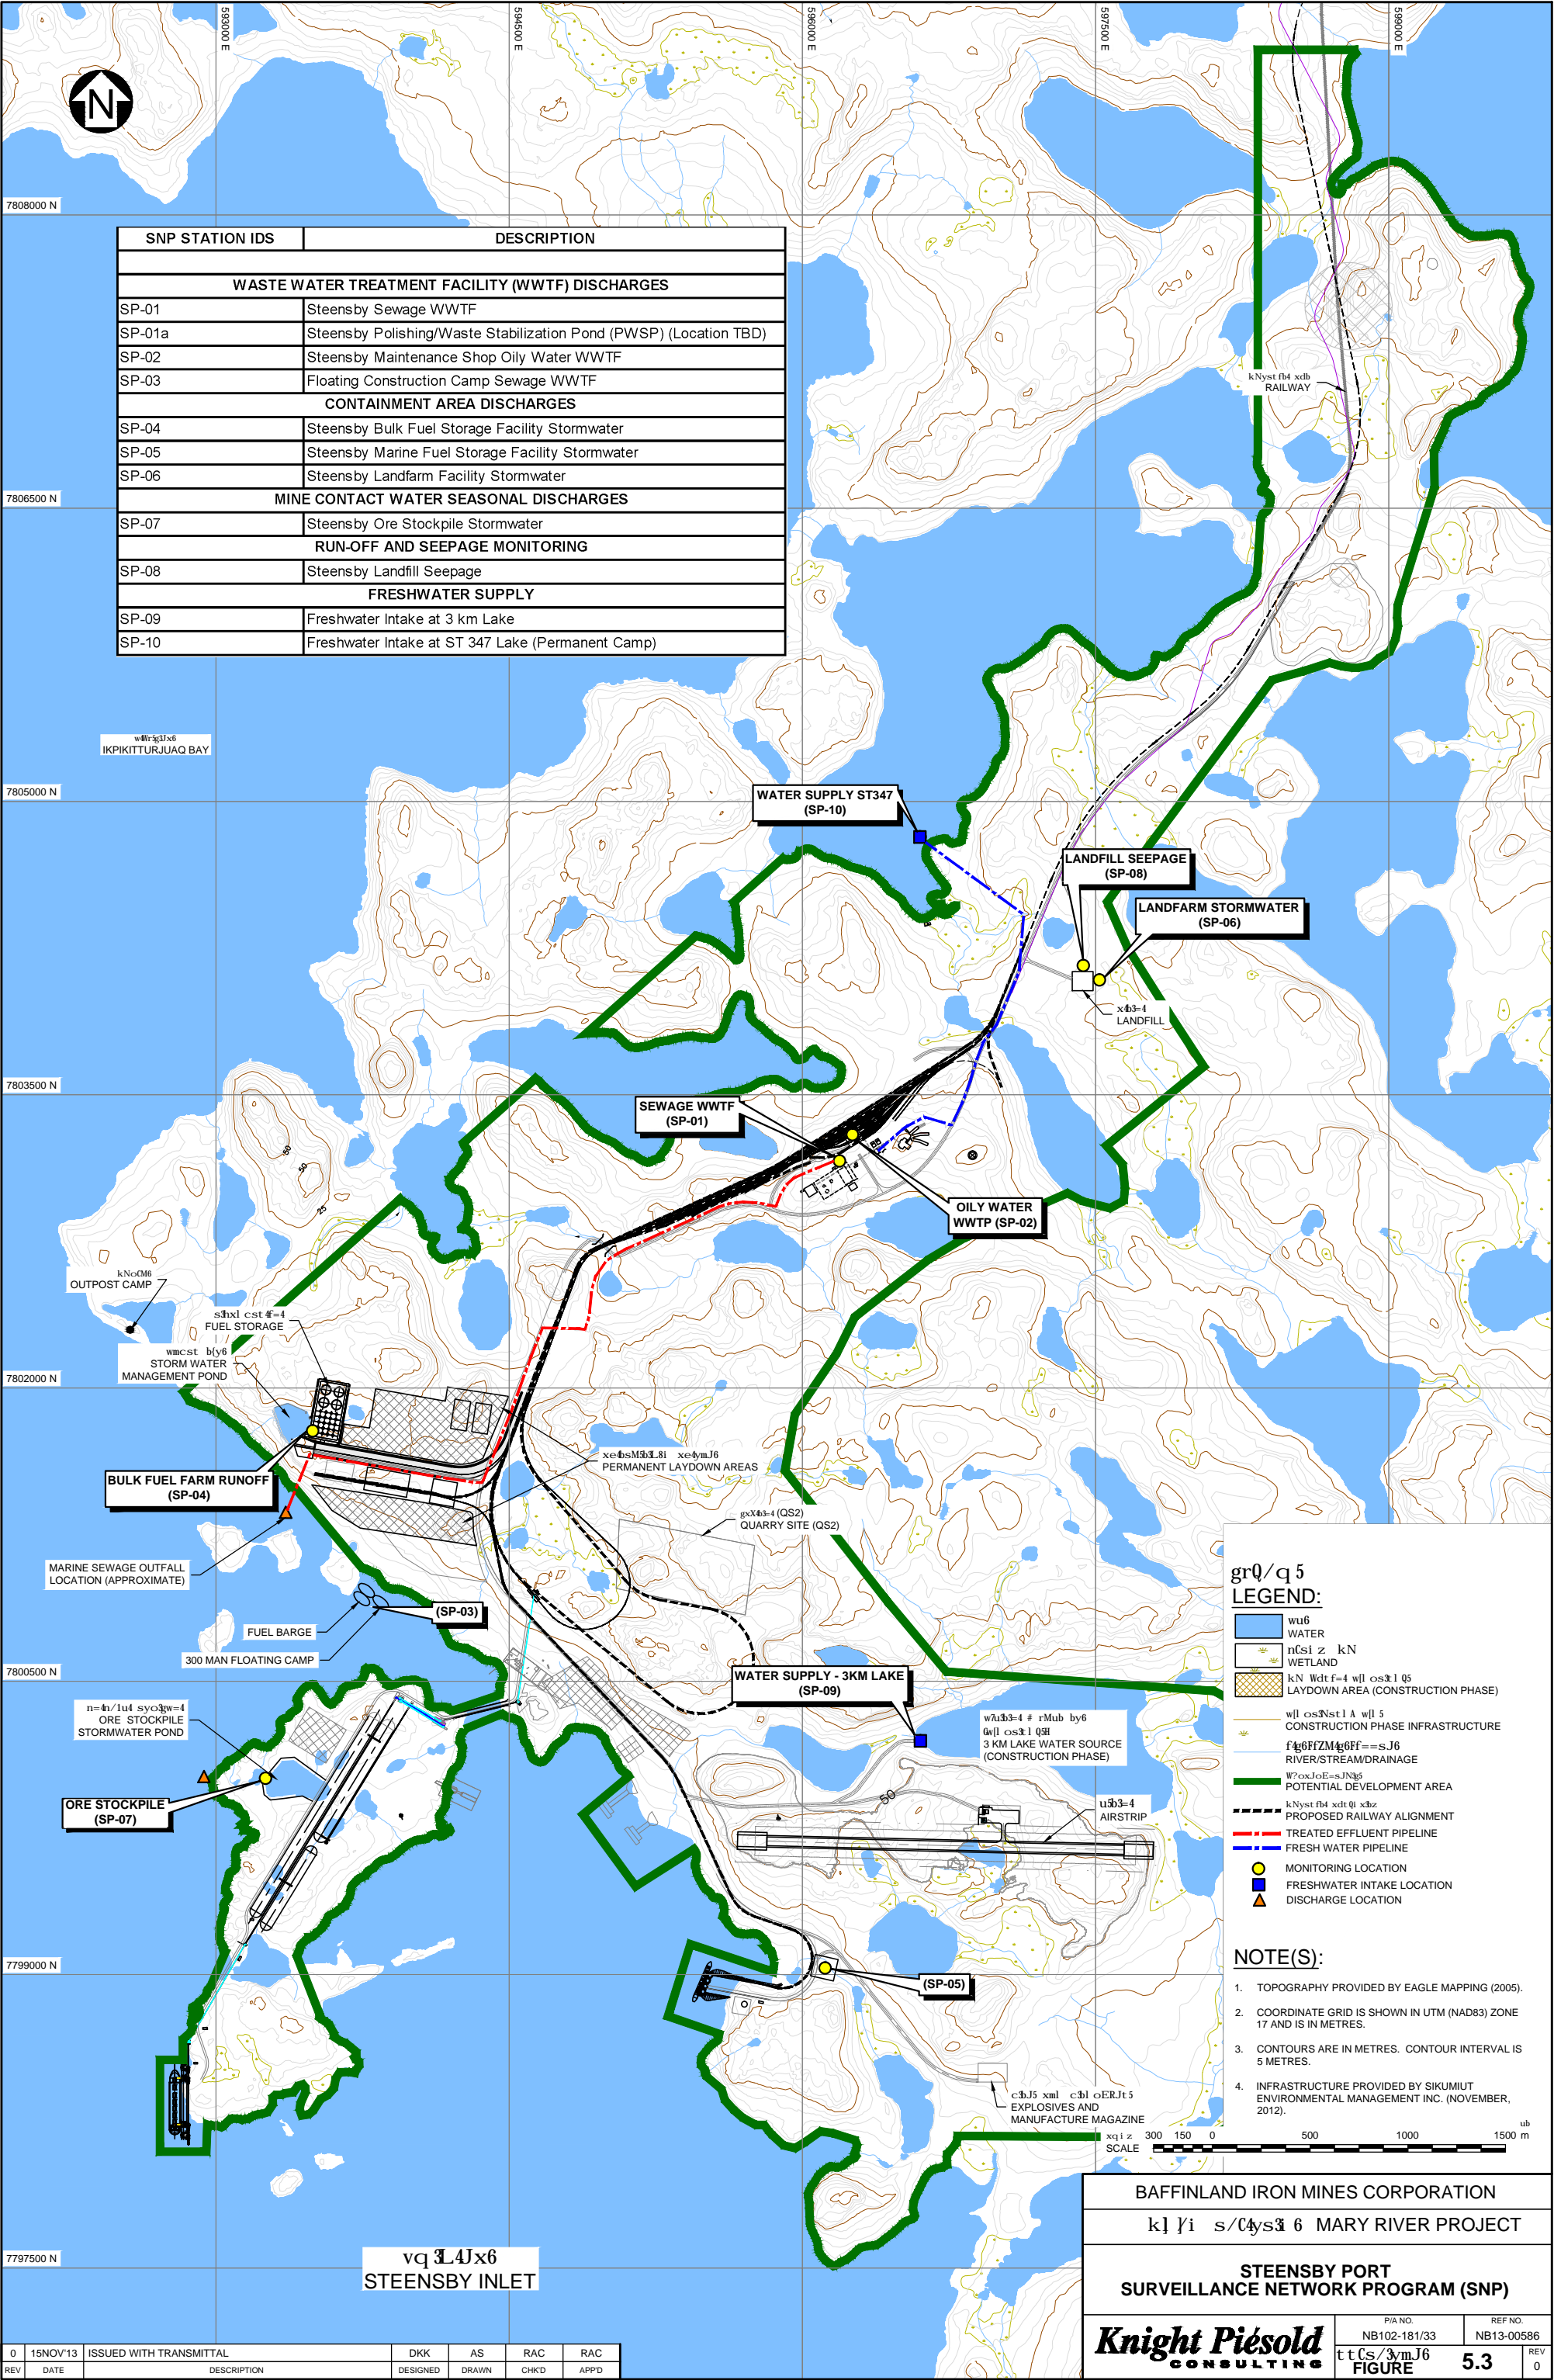 593000 E
594500 E
596000 E
597500 E
599000 E
N
7808000 N
SNP STATION IDS DESCRIPTION
WASTE WATER TREATMENT FACILITY (WWTF) DISCHARGES
SP-01 Steensby Sewage WWTF
SP-01a Steensby Polishing/Waste Stabilization Pond (PWSP) (Location TBD)
SP-02 Steensby Maintenance Shop Oily Water WWTF
SP-03 Floating Construction Camp Sewage WWTF
CONTAINMENT AREA DISCHARGES
SP-04 Steensby Bulk Fuel Storage Facility Stormwater
SP-05 Steensby Marine Fuel Storage Facility Stormwater
SP-06 Steensby Landfarm Facility Stormwater
MINE CONTACT WATER SEASONAL DISCHARGES
SP-07 Steensby Ore Stockpile Stormwater
RUN-OFF AND SEEPAGE MONITORING
SP-08 Steensby Landfill Seepage
FRESHWATER SUPPLY
SP-09 Freshwater Intake at 3 km Lake
SP-10 Freshwater Intake at ST 347 Lake (Permanent Camp)
kNystfb4 xdb
RAILWAY
7806500 N
IKPIKITTURJUAQ BAY
7805000 N
WATER SUPPLY ST347
(SP-10)
LANDFILL SEEPAGE
(SP-08)
LANDFARM STORMWATER
(SP-06)
x4b3=4
LANDFILL
7803500 N
SEWAGE WWTF
(SP-01)
OILY WATER
WWTP (SP-02)
50
50
25
OUTPOST CAMP
FUEL STORAGE
STORM WATER
MANAGEMENT POND
7802000 N
PERMANENT LAYDOWN AREAS
BULK FUEL FARM RUNOFF
(SP-04)
QUARRY SITE (QS2)
MARINE SEWAGE OUTFALL
LOCATION (APPROXIMATE)
(SP-03)
FUEL BARGE
300 MAN FLOATING CAMP
7800500 N
WATER SUPPLY - 3KM LAKE
(SP-09)
ORE STOCKPILE
STORMWATER POND
3 KM LAKE WATER SOURCE
(CONSTRUCTION PHASE)
50
u5b3=4
AIRSTRIP
ORE STOCKPILE
(SP-07)
7799000 N
(SP-05)
EXPLOSIVES AND
MANUFACTURE MAGAZINE
7797500 N
STEENSBY INLET
LEGEND:
wu6
WATER
WETLAND
LAYDOWN AREA (CONSTRUCTION PHASE)
CONSTRUCTION PHASE INFRASTRUCTURE
RIVER/STREAM/DRAINAGE
POTENTIAL DEVELOPMENT AREA
PROPOSED RAILWAY ALIGNMENT
TREATED EFFLUENT PIPELINE
FRESH WATER PIPELINE
MONITORING LOCATION
FRESHWATER INTAKE LOCATION
DISCHARGE LOCATION
NOTE(S):
1. TOPOGRAPHY PROVIDED BY EAGLE MAPPING (2005).
2. COORDINATE GRID IS SHOWN IN UTM (NAD83) ZONE
17 AND IS IN METRES.
3. CONTOURS ARE IN METRES. CONTOUR INTERVAL IS
5 METRES.
4. INFRASTRUCTURE PROVIDED BY SIKUMIUT
ENVIRONMENTAL MANAGEMENT INC. (NOVEMBER,
2012).
ub
xqiz 300 150 0 500 1000 1500 m
SCALE
BAFFINLAND IRON MINES CORPORATION
MARY RIVER PROJECT
STEENSBY PORT
SURVEILLANCE NETWORK PROGRAM (SNP)
Knight Piésold
CONSULTING
P/A NO.
NB102-181/33
REF NO.
NB13-00586
FIGURE 5.3
REV
0
0 15NOV'13 ISSUED WITH TRANSMITTAL DKK AS RAC RAC
REV DATE DESCRIPTION DESIGNED DRAWN CHK'D APP'D